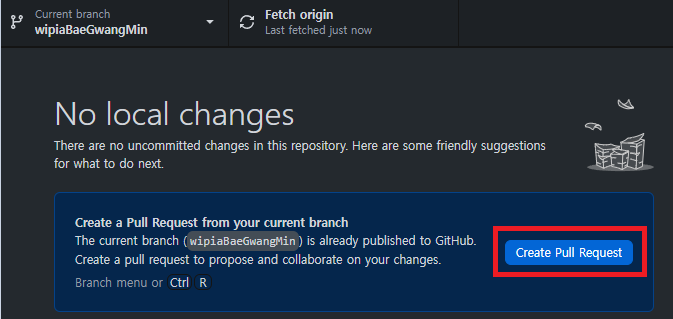 Current branch
wipiaBaeGwangMin
Fetch origin
Last fetched just now
No local changes
There are no uncommitted changes in this repository. Here are some friendly suggestions
for what to do next.
Create a Pull Request from your current branch
The current branch (wipiaBaeGwangMin) is already published to GitHub.
Create a pull request to propose and collaborate on your changes.
Branch menu or Ctrl R
Create Pull Request